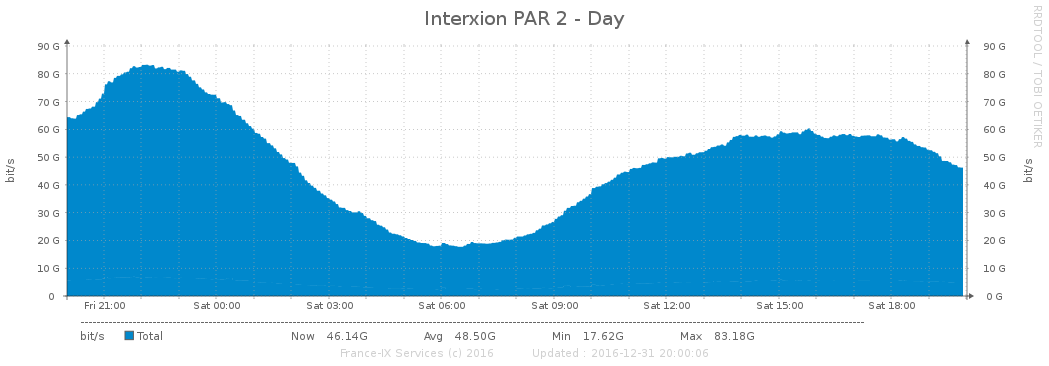 Interxion PAR 2 - Day
RRDTOOL / TOBI OETIKER
90 G 90 G
80 G 80 G
70 G 70 G
60 G 60 G
50 G 50 G
40 G 40 G
30 G 30 G
20 G 20 G
10 G 10 G
0 0 G
bit/s bit/s
Fri 21:00 Sat 00:00 Sat 03:00 Sat 06:00 Sat 09:00 Sat 12:00 Sat 15:00 Sat 18:00
bit/s Total Now 46.14G Avg 48.50G Min 17.62G Max 83.18G
France-IX Services (c) 2016 Updated : 2016-12-31 20:00:06